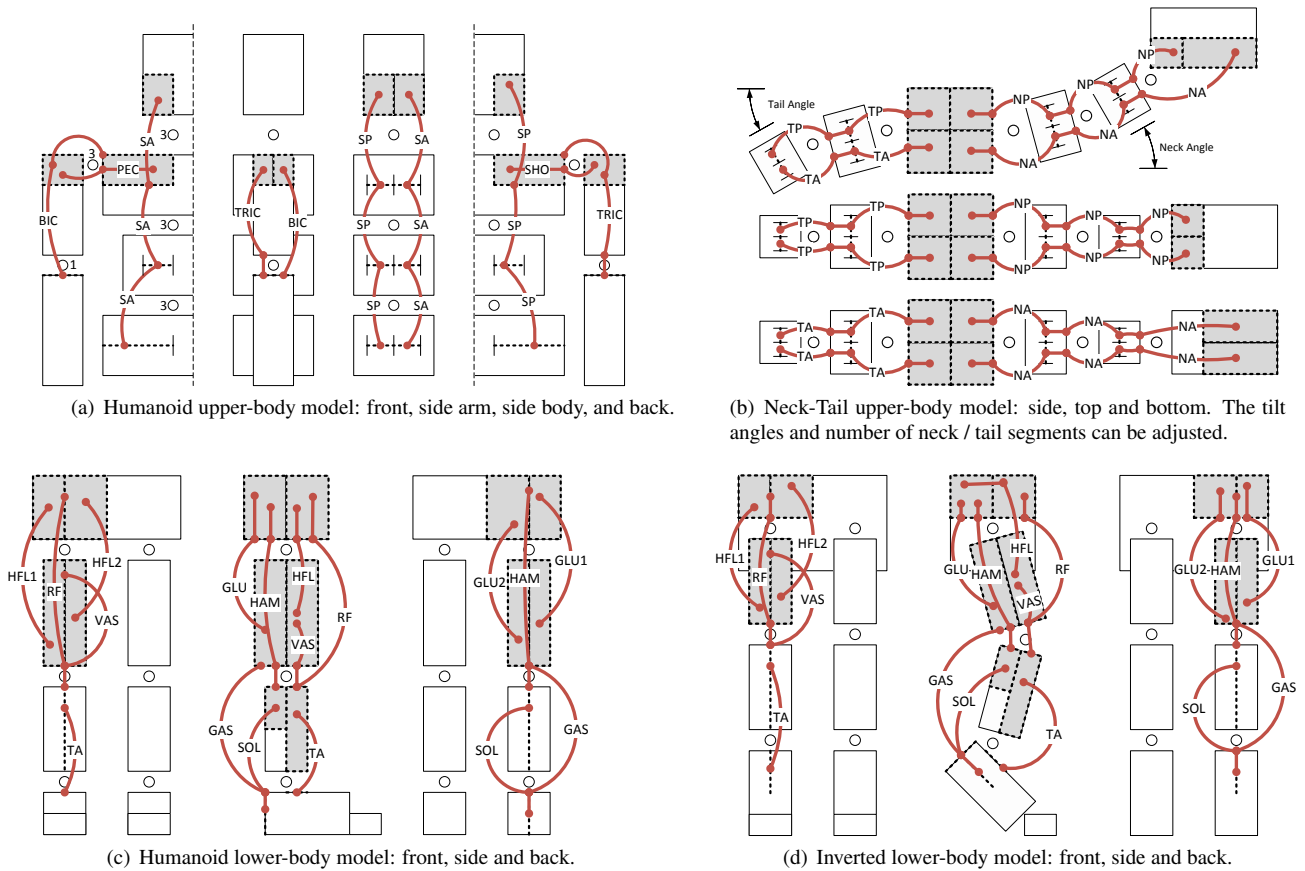 SA
3
3
PEC
BIC
SA
3
1
SA
3
TRIC
BIC
SP
SA
SP
SA
SP
SA
SP
SHO
TRIC
SP
SP
(a) Humanoid upper-body model: front, side arm, side body, and back.
NP
NA
NP
NP
NA
NA
Tail Angle
TP
TP
TA
TA
Neck Angle
TP
TP
TP
TP
NP
NP
NP
NP
NP
NP
TA
TA
TA
TA
NA
NA
NA
NA
NA
NA
(b) Neck-Tail upper-body model: side, top and bottom. The tilt
angles and number of neck / tail segments can be adjusted.
HFL1
RF
HFL2
VAS
TA
GLU
HAM
HFL
VAS
RF
GAS
SOL
TA
GLU2
HAM
GLU1
SOL
GAS
(c) Humanoid lower-body model: front, side and back.
HFL1
RF
HFL2
VAS
TA
GLU
HAM
HFL
VAS
RF
GAS
SOL
TA
GLU2
HAM
GLU1
SOL
GAS
(d) Inverted lower-body model: front, side and back.